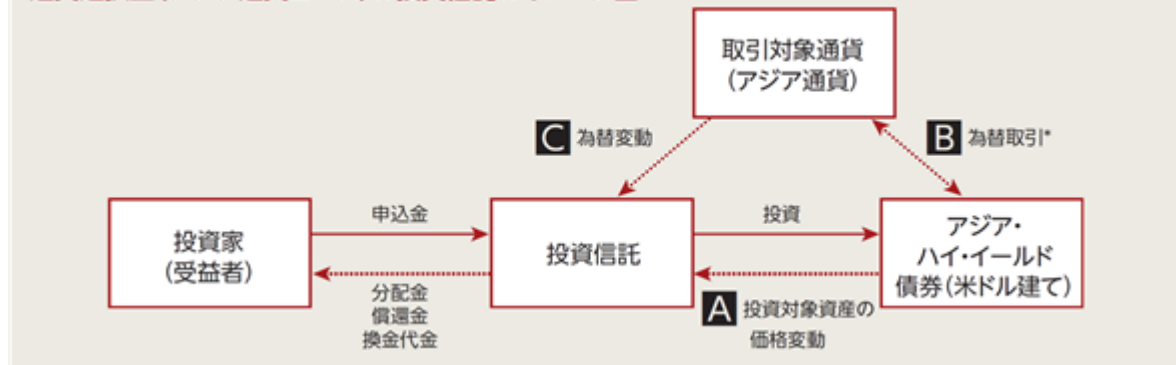 取引対象通貨
(アジア通貨)
C 為替変動
B 為替取引*
投資家
(受益者)
申込金
分配金
償還金
換金代金
投資信託
投資
A 投資対象資産の
価格変動
アジア・
ハイ・イールド
債券(米ドル建て)